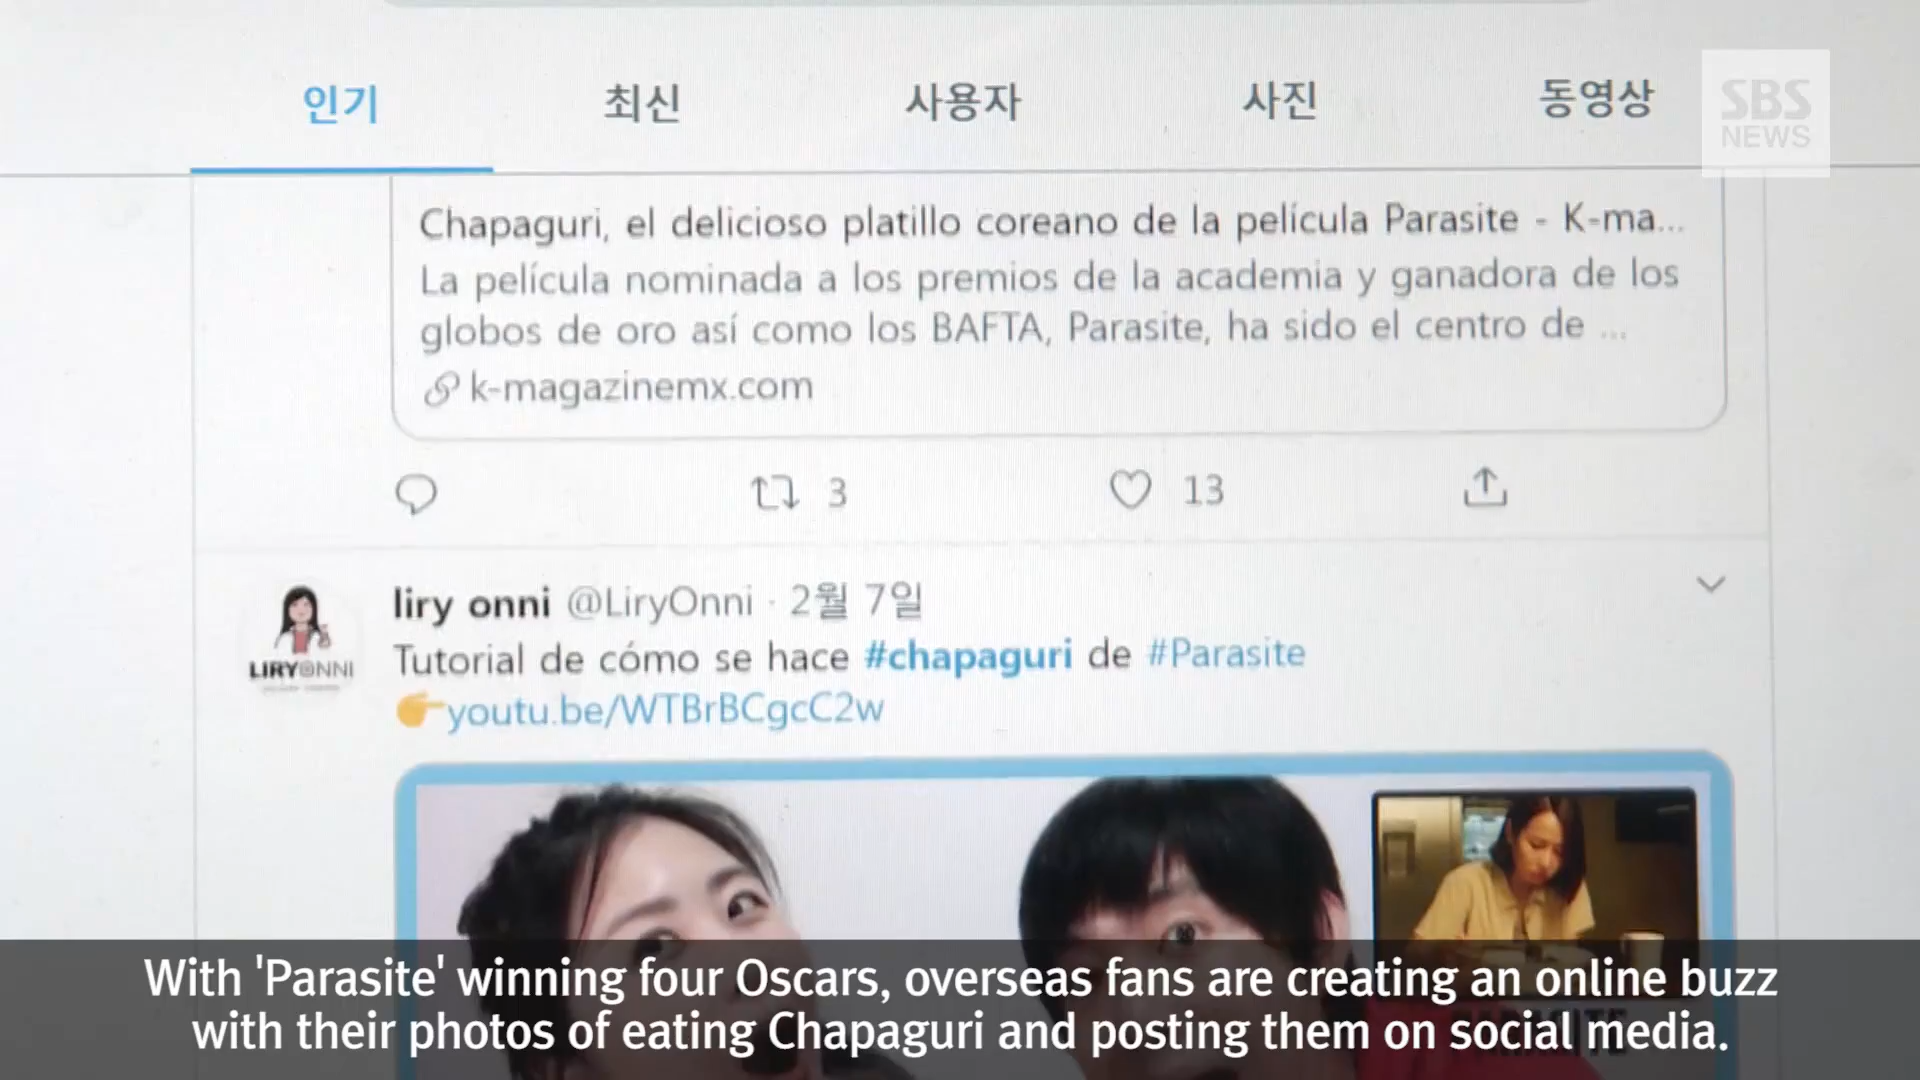 인기 최신 사용자 사진 동영상
SBS
NEWS
Chapaguri, el delicioso platillo coreano de la película Parasite - K-ma...
La película nominada a los premios de la academia y ganadora de los
globos de oro así como los BAFTA, Parasite, ha sido el centro de ...
k-magazinemx.com
3 13
liry onni @LiryOnni · 2월 7일
LIRYONNI
Tutorial de cómo se hace #chapaguri de #Parasite
youtu.be/WTBrBCgcC2w
With 'Parasite' winning four Oscars, overseas fans are creating an online buzz
with their photos of eating Chapaguri and posting them on social media.